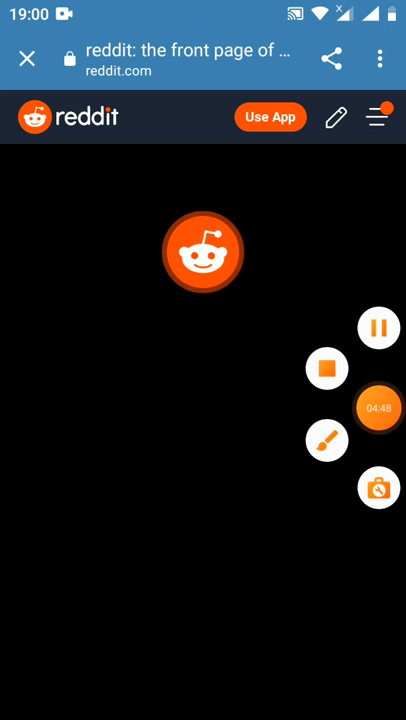 19:00
reddit: the front page of ...
reddit.com
reddit
Use App
04:48